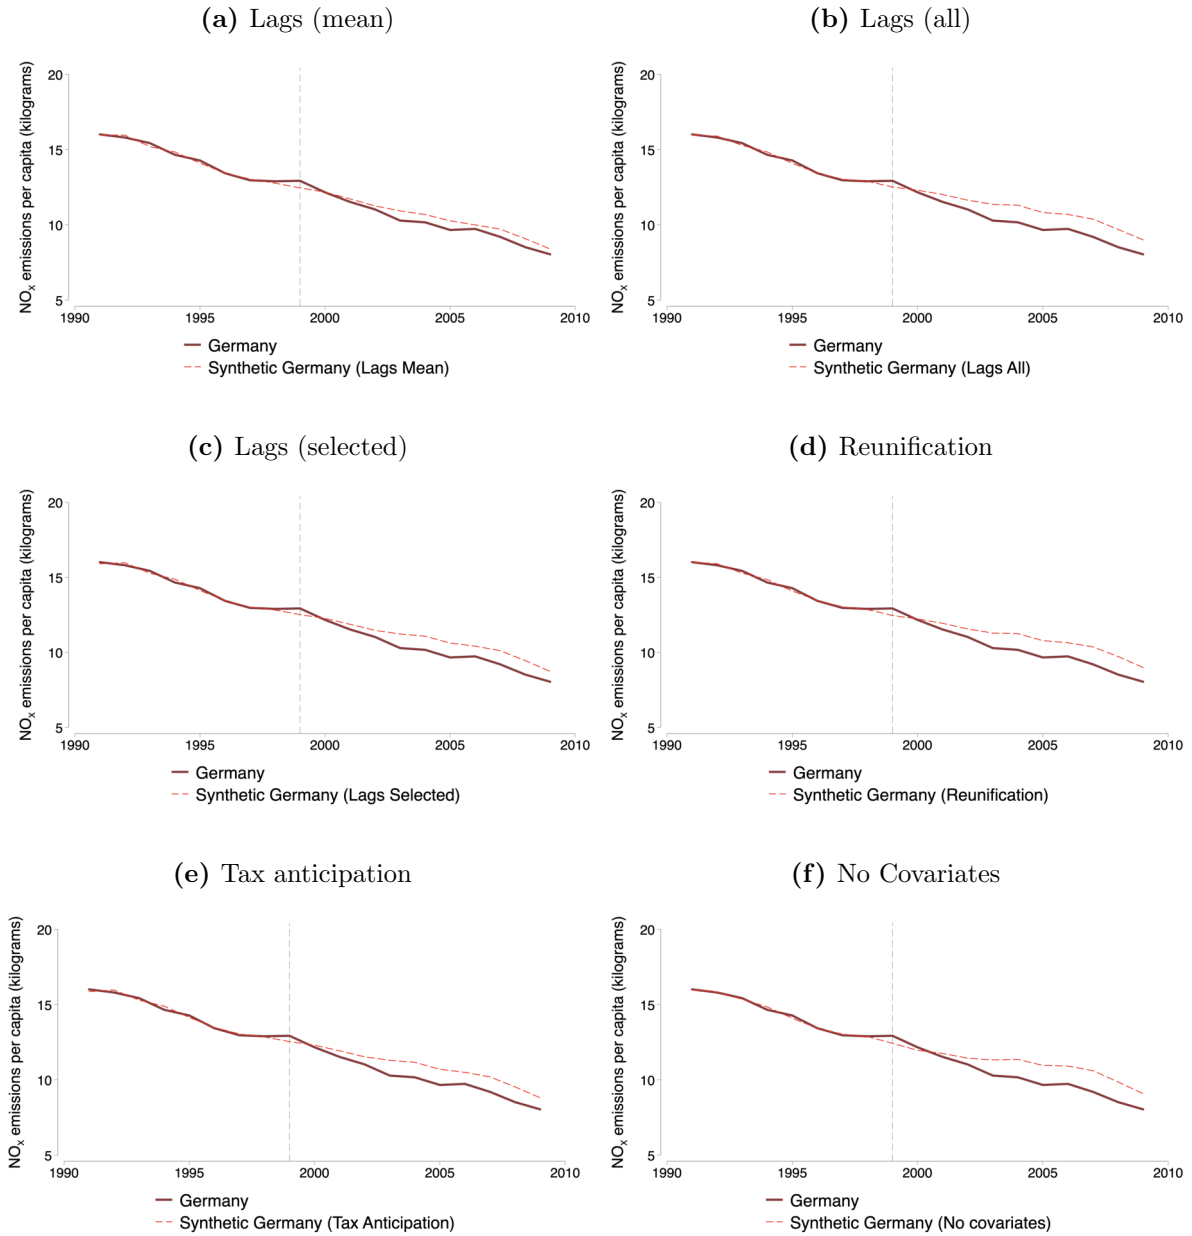 (a) Lags (mean)
NOx emissions per capita (kilograms)
20
15
10
5
1990 1995 2000 2005 2010
Germany
Synthetic Germany (Lags Mean)
(b) Lags (all)
NOx emissions per capita (kilograms)
20
15
10
5
1990 1995 2000 2005 2010
Germany
Synthetic Germany (Lags All)
(c) Lags (selected)
NOx emissions per capita (kilograms)
20
15
10
5
1990 1995 2000 2005 2010
Germany
Synthetic Germany (Lags Selected)
(d) Reunification
NOx emissions per capita (kilograms)
20
15
10
5
1990 1995 2000 2005 2010
Germany
Synthetic Germany (Reunification)
(e) Tax anticipation
NOx emissions per capita (kilograms)
20
15
10
5
1990 1995 2000 2005 2010
Germany
Synthetic Germany (Tax Anticipation)
(f) No Covariates
NOx emissions per capita (kilograms)
20
15
10
5
1990 1995 2000 2005 2010
Germany
Synthetic Germany (No covariates)